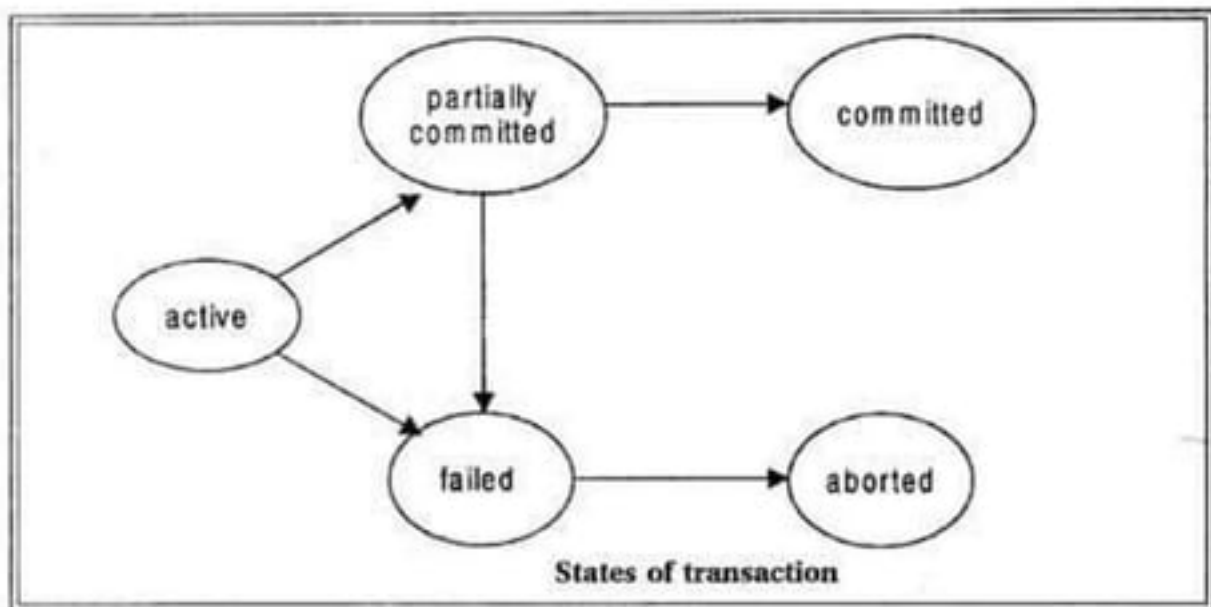 partially
committed
committed
active
failed
aborted
States of transaction